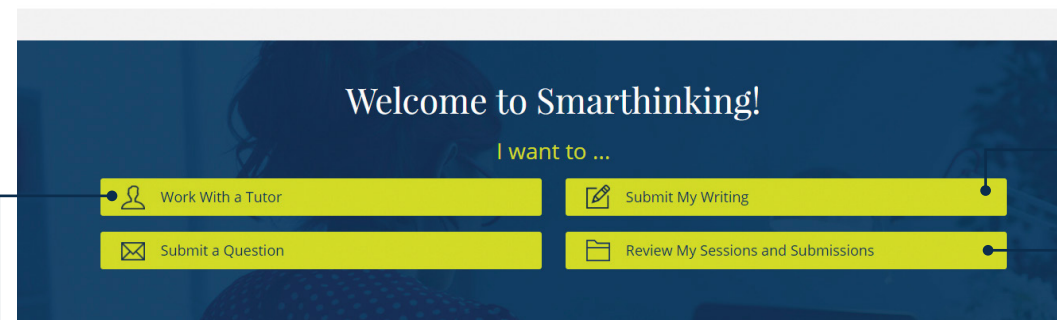 Welcome to Smarthinking!
I want to ...
Work With a Tutor
Submit My Writing
Submit a Question
Review My Sessions and Submissions